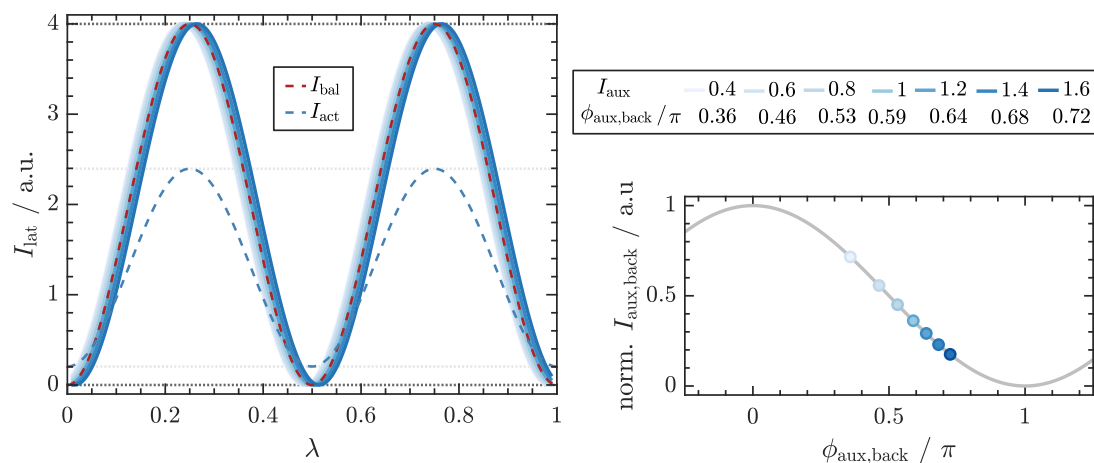 4
3
2
1
0
I_lat / a.u.
I_bal
I_act
0 0.2 0.4 0.6 0.8 1
λ
I_aux 0.4 0.6 0.8 1 1.2 1.4 1.6
ϕ_aux,back/π 0.36 0.46 0.53 0.59 0.64 0.68 0.72
1
0.5
0
norm. I_aux,back / a.u
0 0.5 1
ϕ_aux,back / π